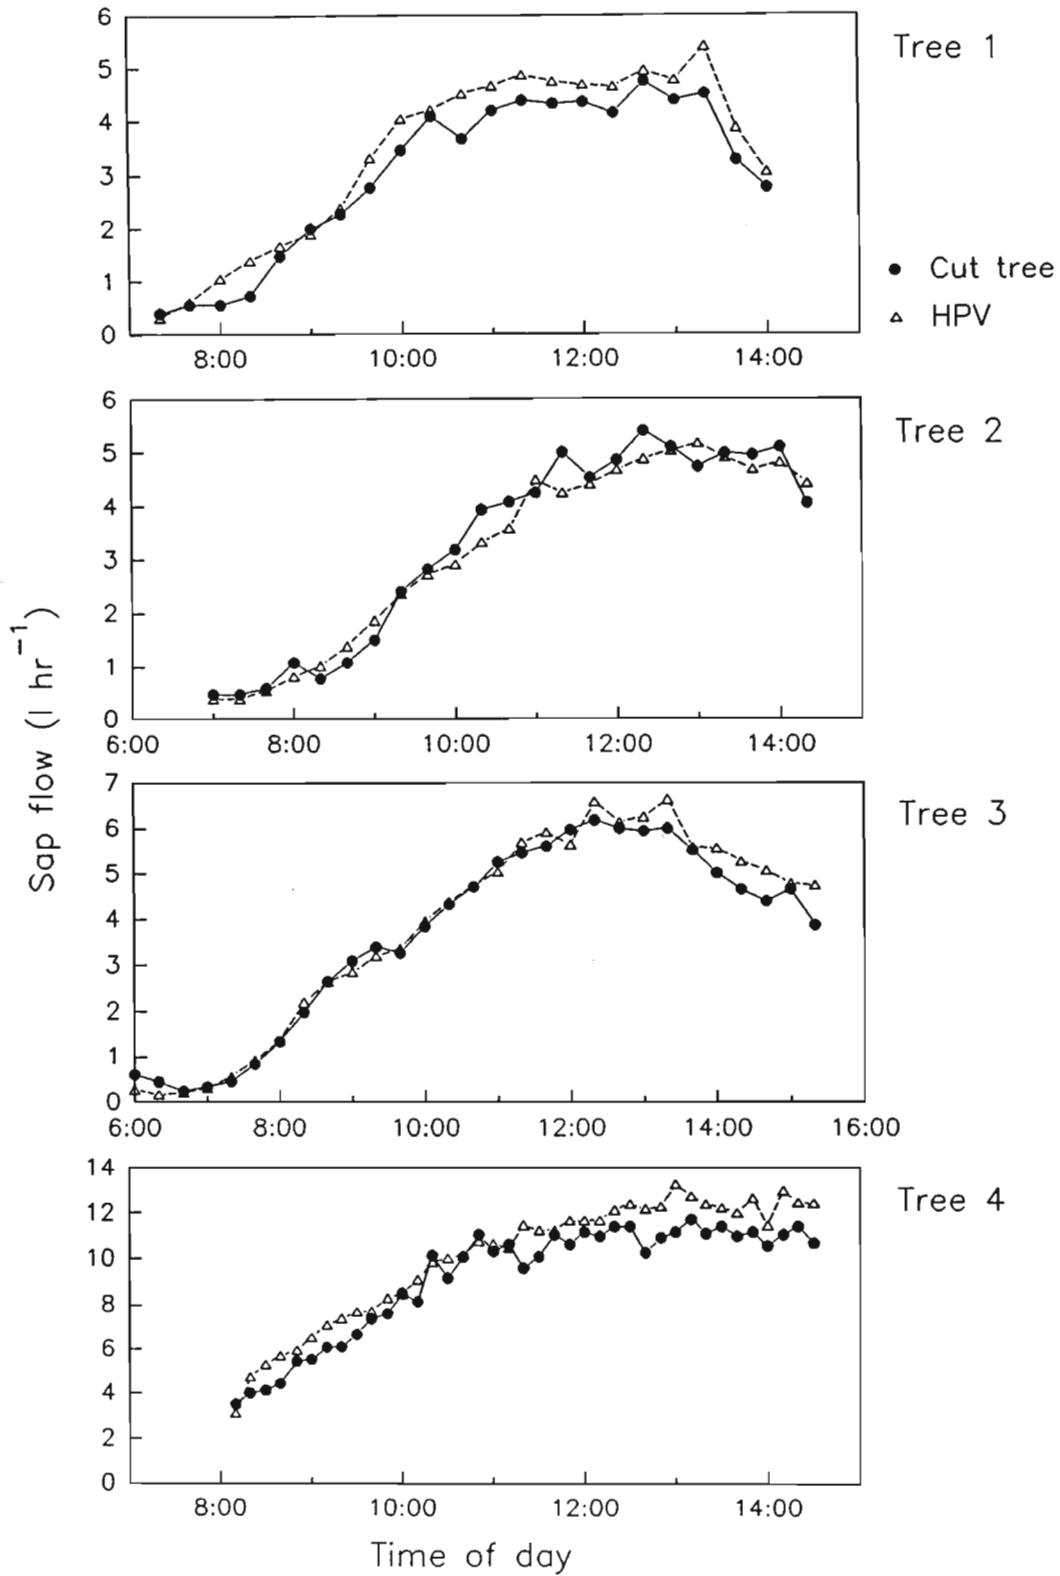 6
5
4
3
2
1
0
8:00 10:00 12:00 14:00
Tree 1
Cut tree
HPV
6
5
4
3
2
1
0
6:00 8:00 10:00 12:00 14:00
Tree 2
Sap flow (l hr⁻¹)
7
6
5
4
3
2
1
0
6:00 8:00 10:00 12:00 14:00 16:00
Tree 3
14
12
10
8
6
4
2
0
8:00 10:00 12:00 14:00
Tree 4
Time of day